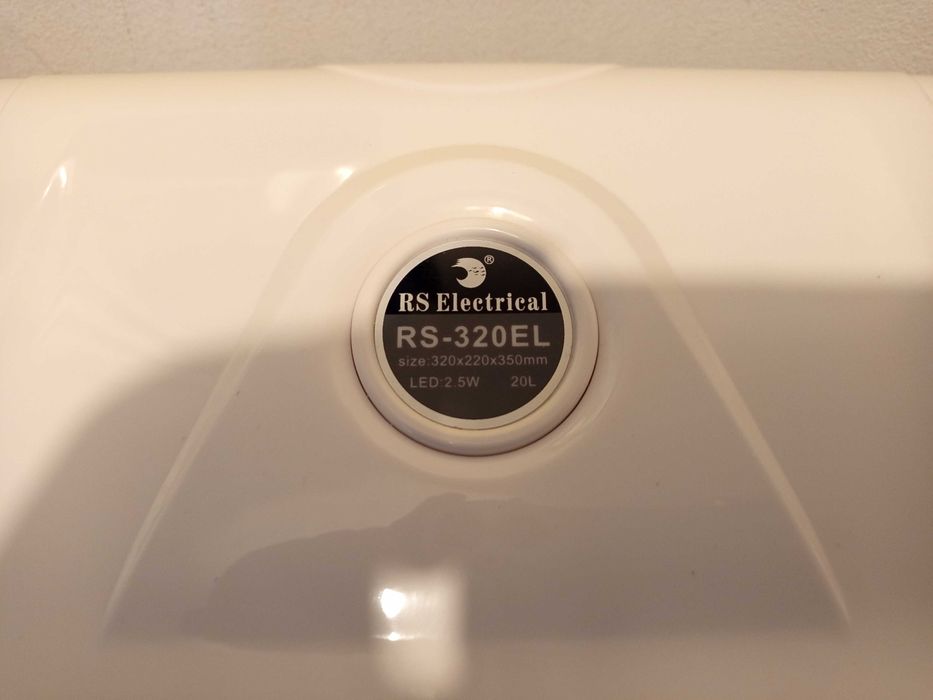 ®
RS Electrical
RS-320EL
size:320x220x350mm
LED:2.5W 20L